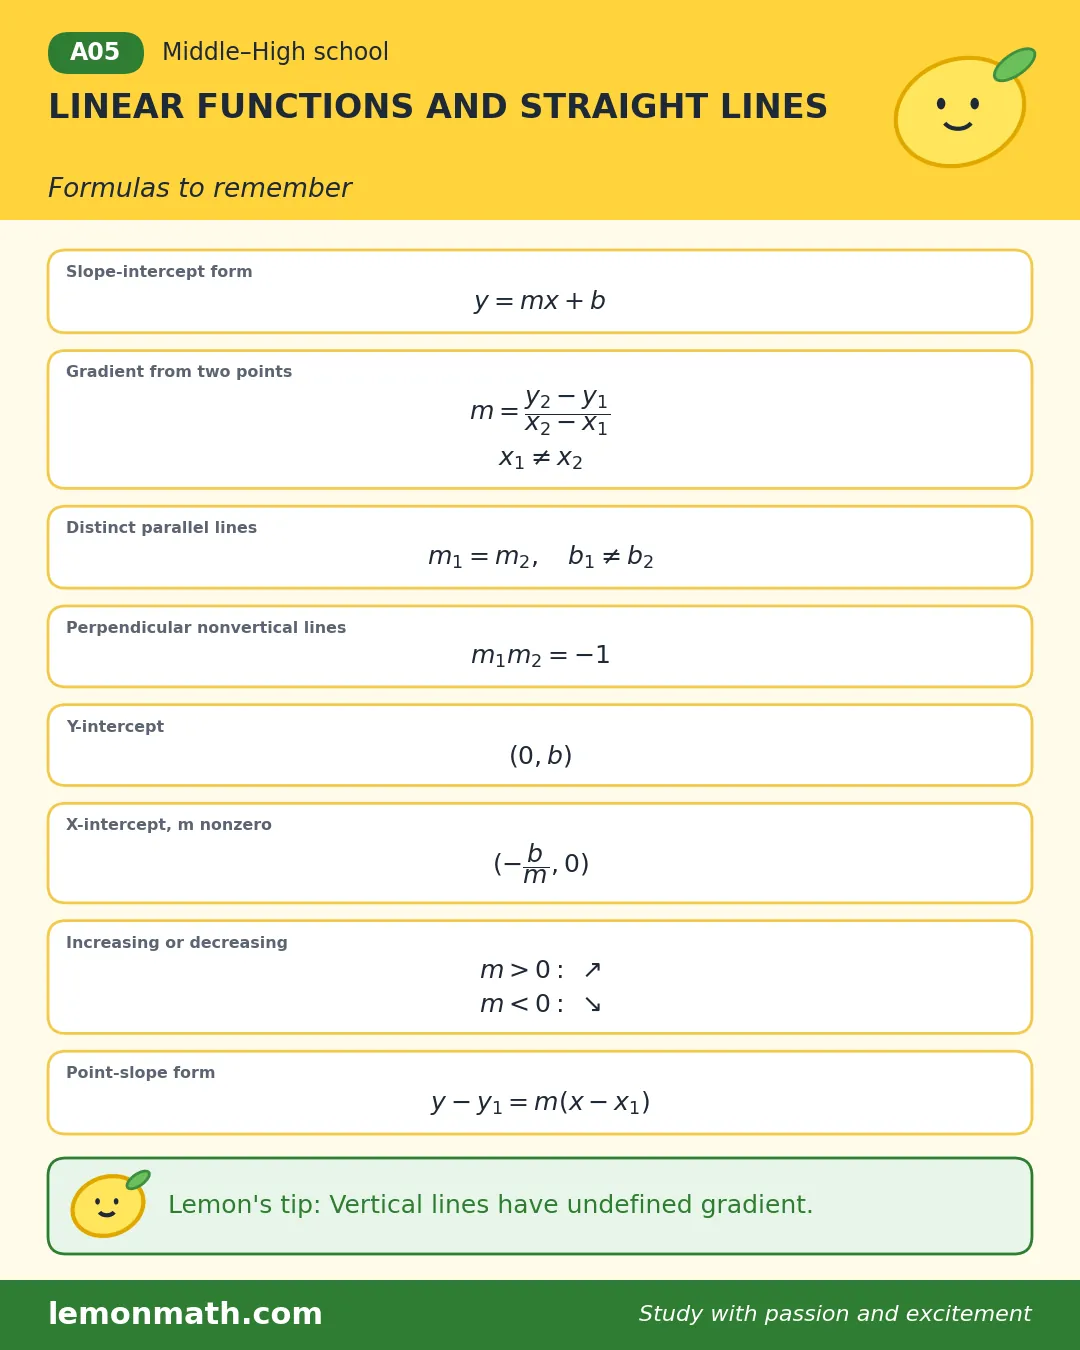 A05 Middle–High school
LINEAR FUNCTIONS AND STRAIGHT LINES
Formulas to remember
Slope-intercept form
y = mx + b
Gradient from two points
m = (y₂ − y₁)/(x₂ − x₁)
x₁ ≠ x₂
Distinct parallel lines
m₁ = m₂, b₁ ≠ b₂
Perpendicular nonvertical lines
m₁m₂ = −1
Y-intercept
(0, b)
X-intercept, m nonzero
(−b/m, 0)
Increasing or decreasing
m > 0 : ↗
m < 0 : ↘
Point-slope form
y − y₁ = m(x − x₁)
Lemon's tip: Vertical lines have undefined gradient.
lemonmath.com
Study with passion and excitement